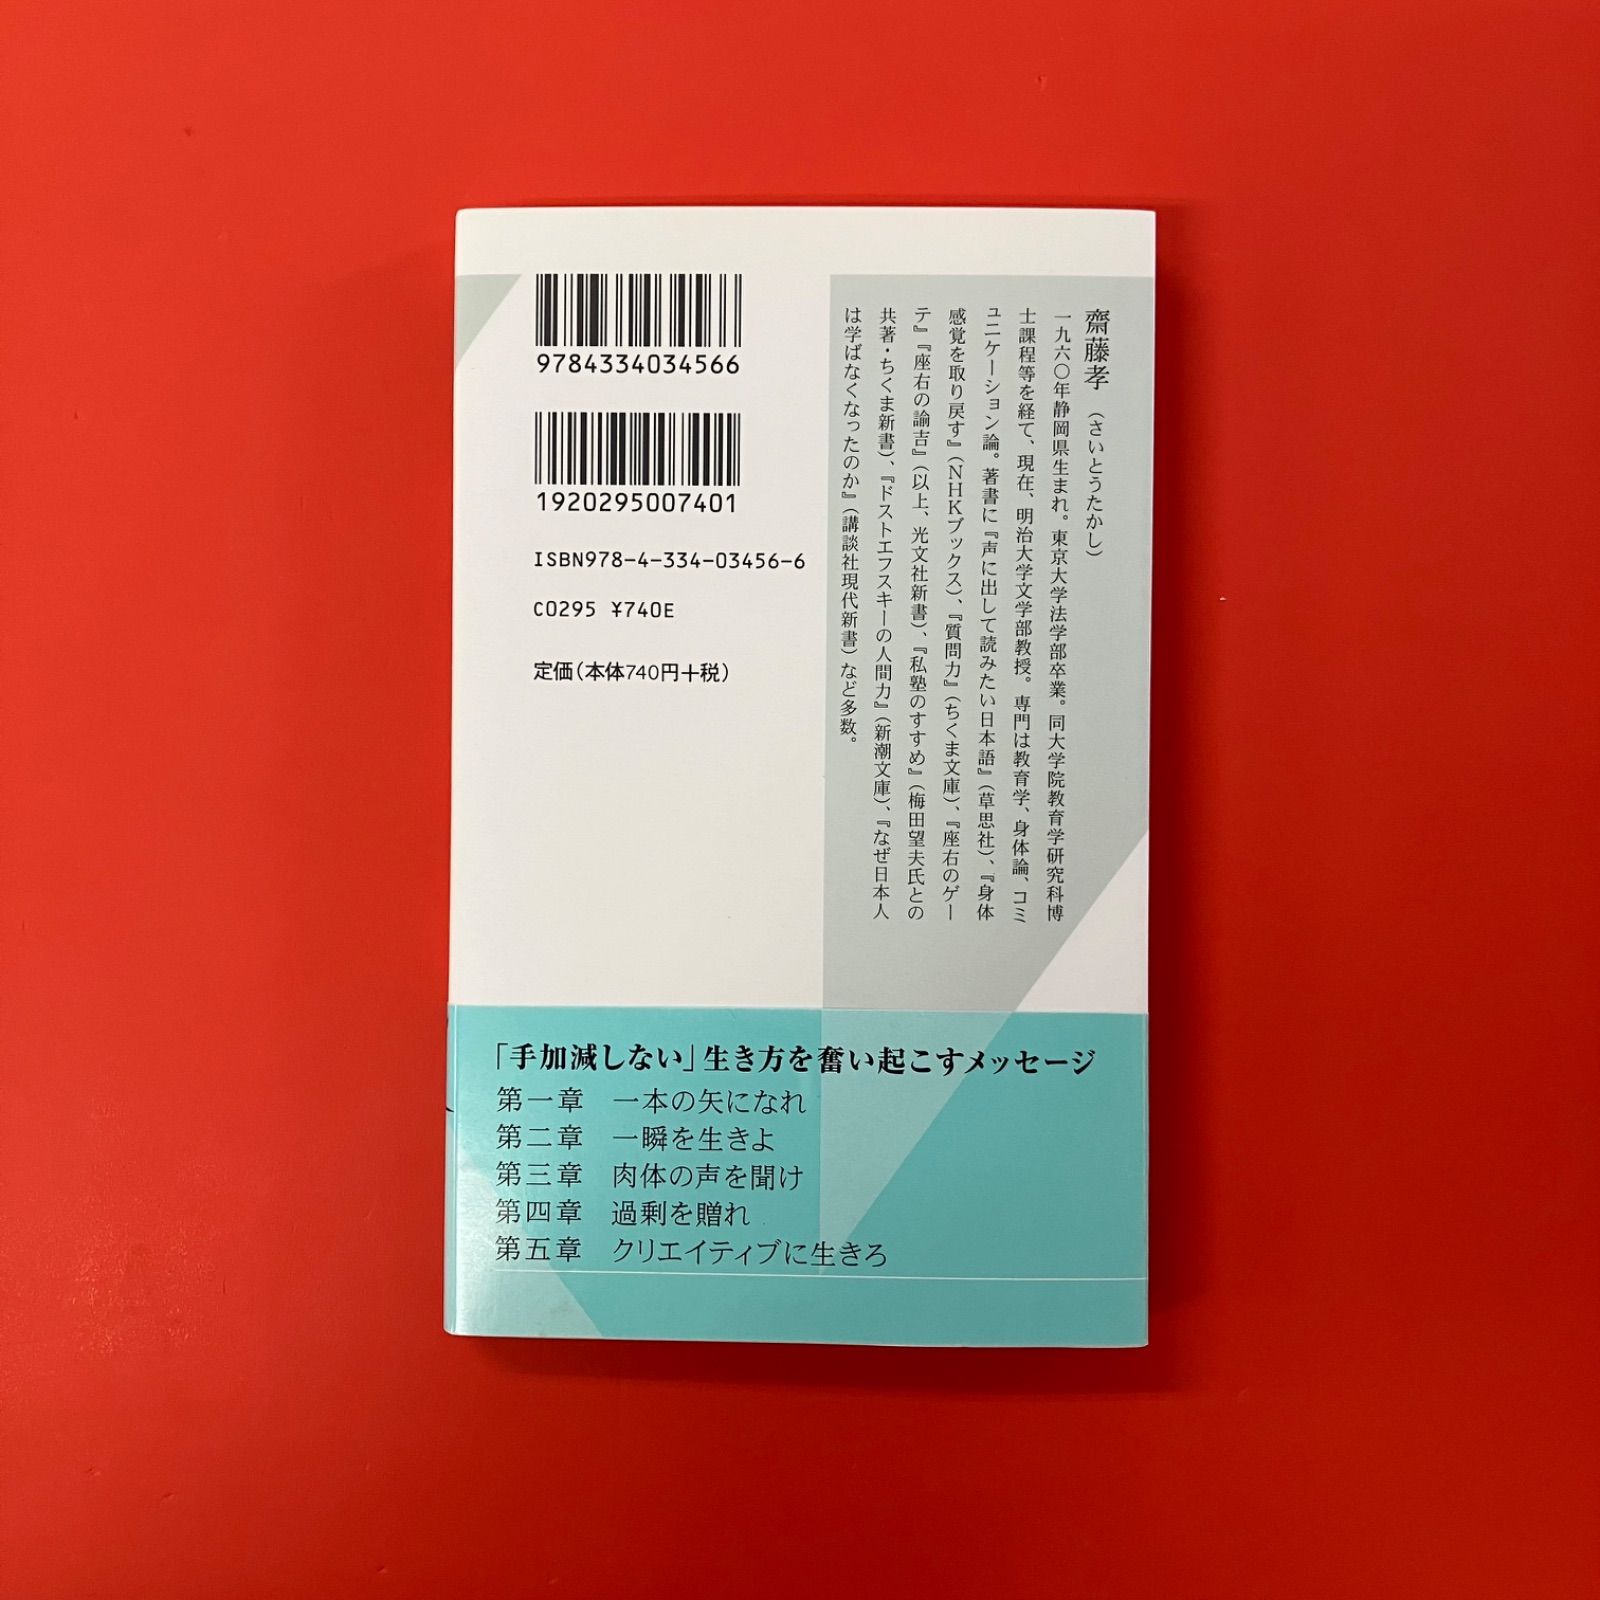 9784334034566
1920295007401
ISBN978-4-334-03456-6
C0295 ¥740E
定価（本体740円＋税）
齋藤孝（さいとうたかし）
一九六〇年静岡県生まれ。東京大学法学部卒業。同大学院教育学研究科博
士課程等を経て、現在、明治大学文学部教授。専門は教育学、身体論、コミ
ュニケーション論。著書に『声に出して読みたい日本語』（草思社）、『身体
感覚を取り戻す』（NHKブックス）、『質問力』（ちくま文庫）、『座右のゲー
テ』『座右の諭吉』（以上、光文社新書）、『私塾のすすめ』（梅田望夫氏との
共著・ちくま新書）、『ドストエフスキーの人間力』（新潮文庫）、『なぜ日本人
は学ばなくなったのか』（講談社現代新書）など多数。
「手加減しない」生き方を奮い起こすメッセージ
第一章　一本の矢になれ
第二章　一瞬を生きよ
第三章　肉体の声を聞け
第四章　過剰を贈れ
第五章　クリエイティブに生きろ